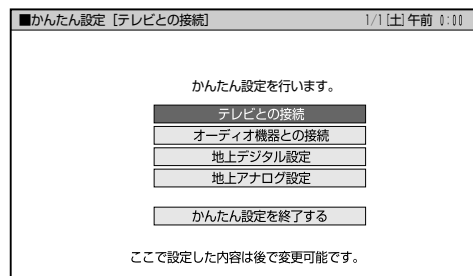 ■かんたん設定［テレビとの接続］ 1/1［土］午前 0:00
かんたん設定を行います。
テレビとの接続
オーディオ機器との接続
地上デジタル設定
地上アナログ設定
かんたん設定を終了する
ここで設定した内容は後で変更可能です。